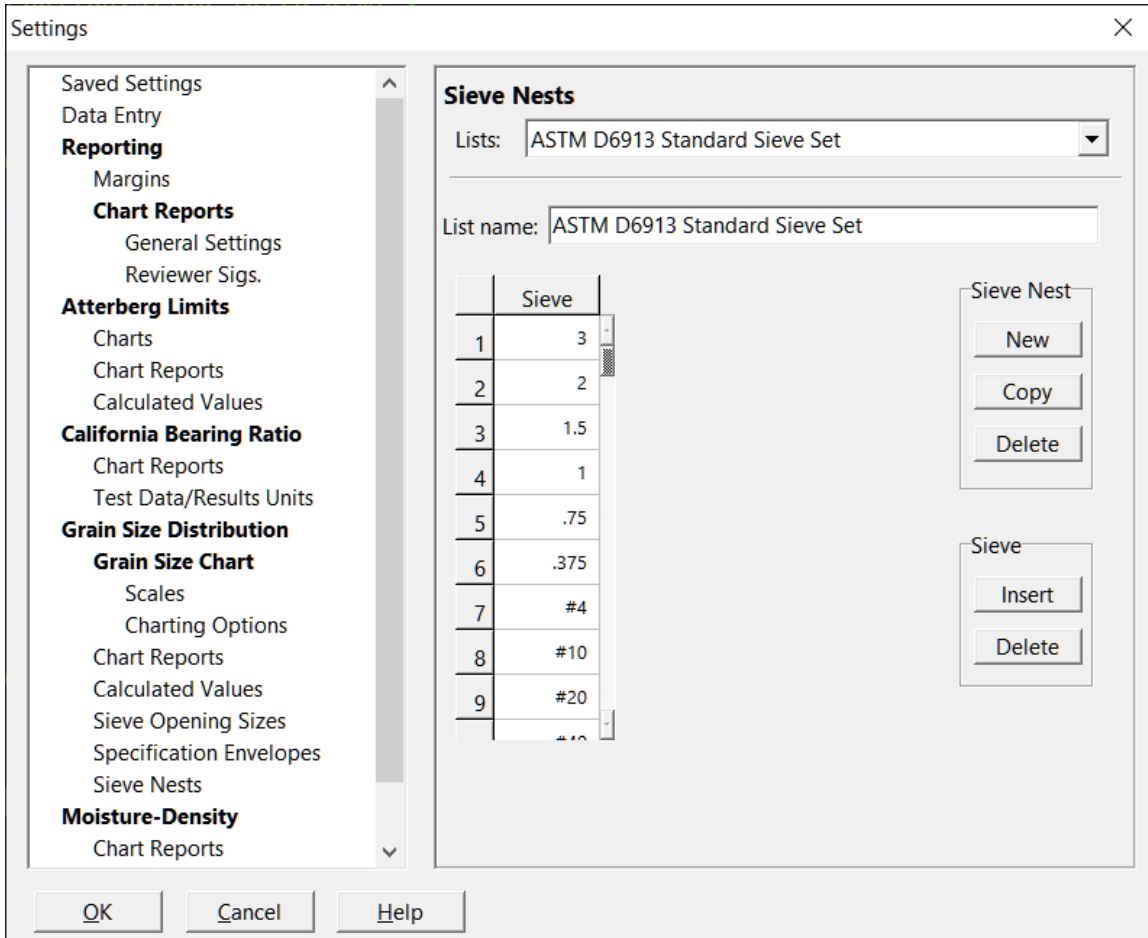 Settings
Saved Settings
Data Entry
Reporting
Margins
Chart Reports
General Settings
Reviewer Sigs.
Atterberg Limits
Charts
Chart Reports
Calculated Values
California Bearing Ratio
Chart Reports
Test Data/Results Units
Grain Size Distribution
Grain Size Chart
Scales
Charting Options
Chart Reports
Calculated Values
Sieve Opening Sizes
Specification Envelopes
Sieve Nests
Moisture-Density
Chart Reports
Sieve Nests
Lists: ASTM D6913 Standard Sieve Set
List name: ASTM D6913 Standard Sieve Set
Sieve
1 3
2 2
3 1.5
4 1
5 .75
6 .375
7 #4
8 #10
9 #20
#40
Sieve Nest
New
Copy
Delete
Sieve
Insert
Delete
OK Cancel Help